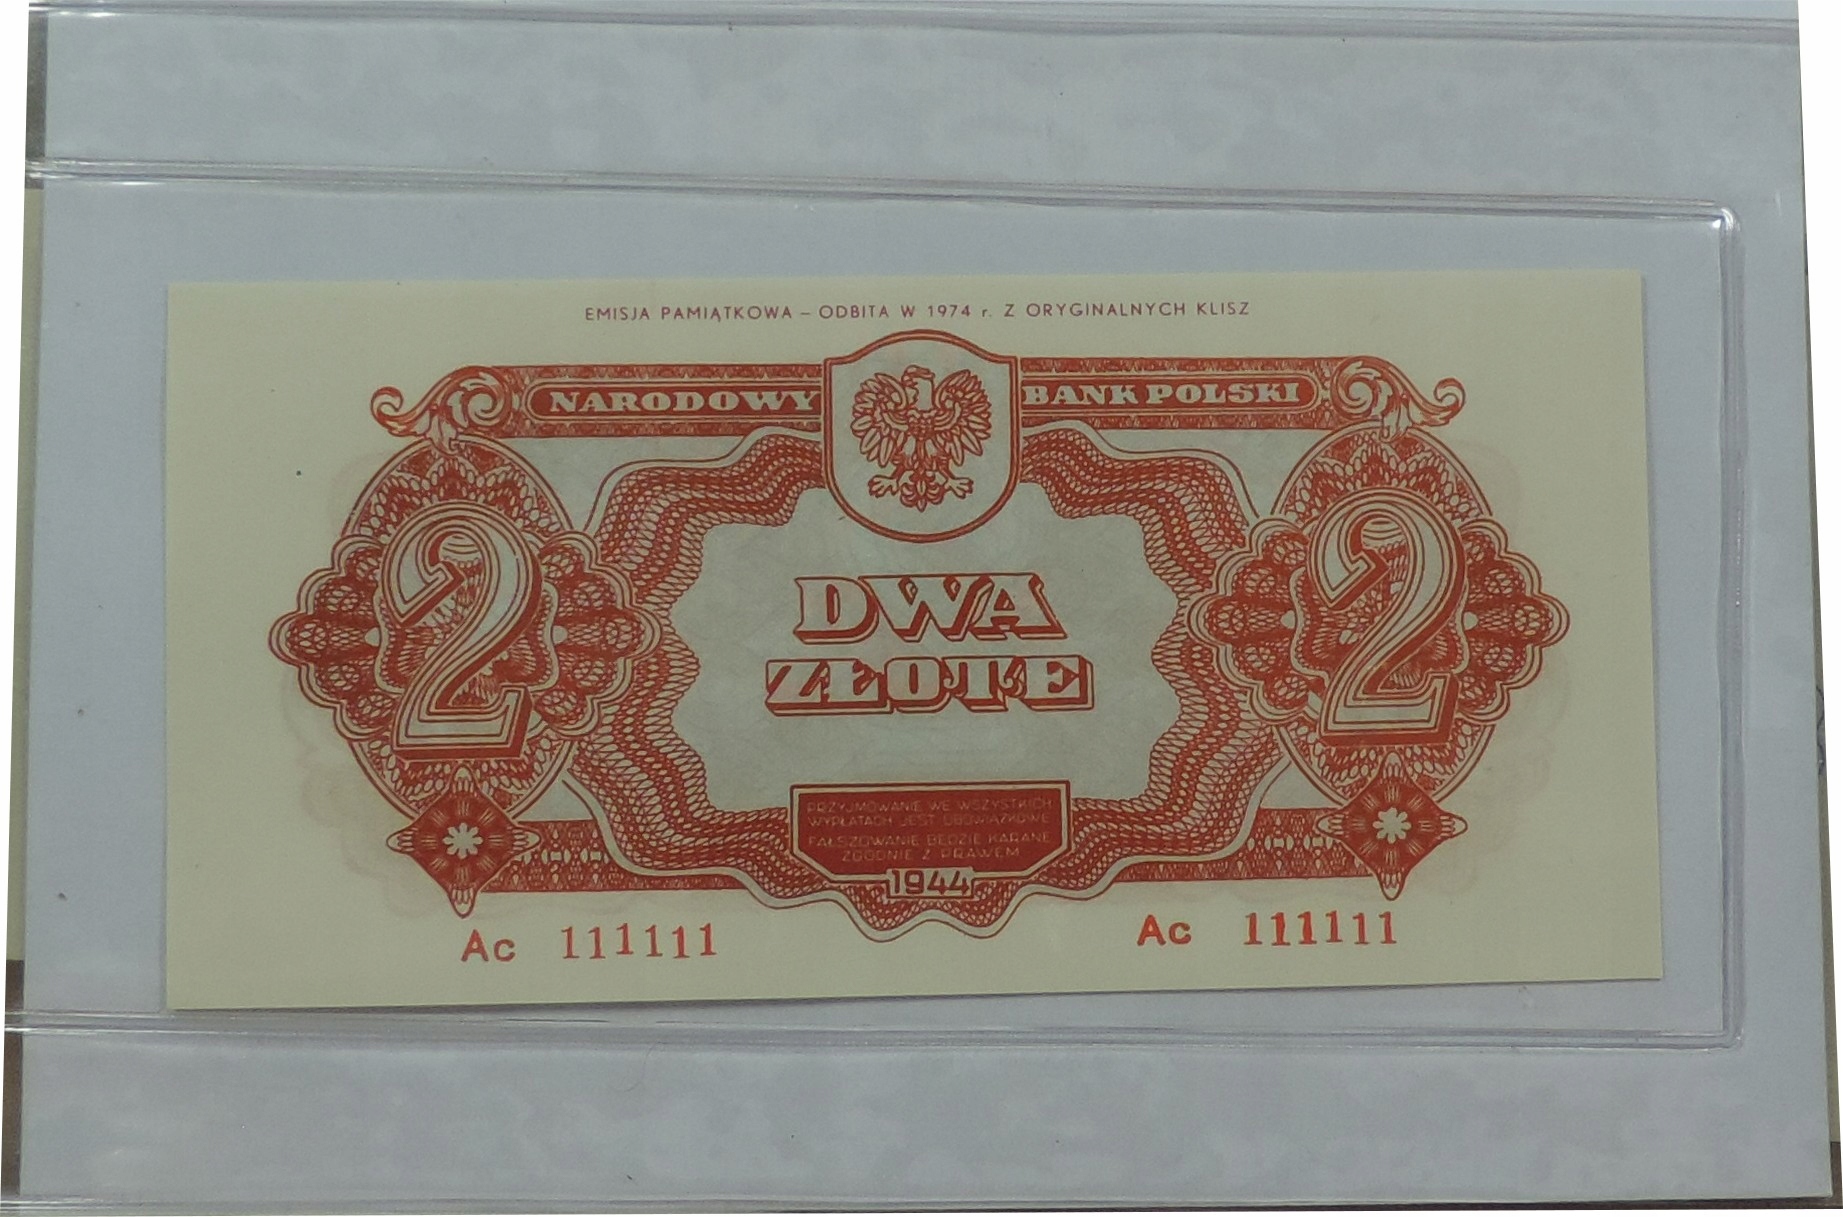 EMISJA PAMIĄTKOWA – ODBITA W 1974 r. Z ORYGINALNYCH KLISZ
NARODOWY BANK POLSKI
2 2
DWA
ZŁOTE
PRZYJMOWANIE WE WSZYSTKICH
WYPŁATACH JEST OBOWIĄZKOWE
FAŁSZOWANIE BĘDZIE KARANE
ZGODNIE Z PRAWEM
1944
Ac 111111 Ac 111111